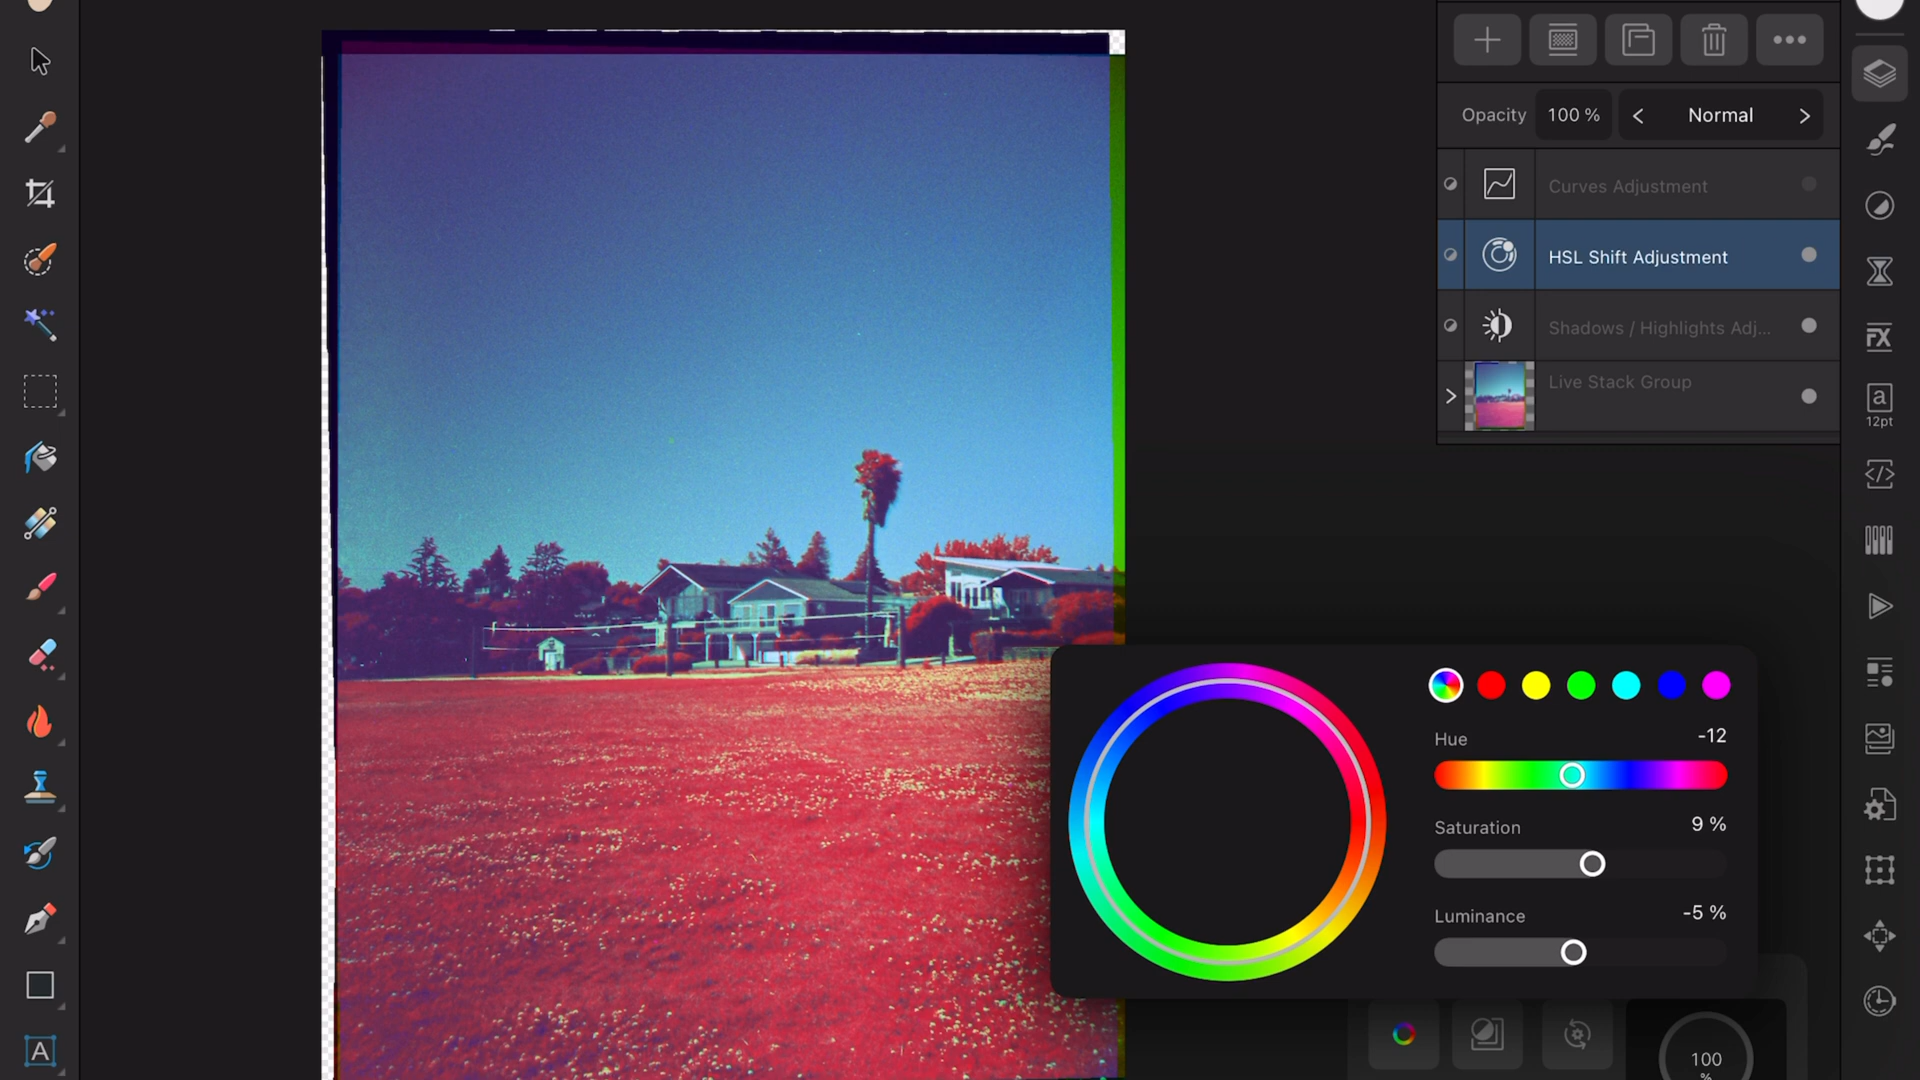 Opacity 100 % < Normal >
Curves Adjustment
HSL Shift Adjustment
Shadows / Highlights Adj...
Live Stack Group
FX
a
12pt
Hue -12
Saturation 9 %
Luminance -5 %
A
100
%